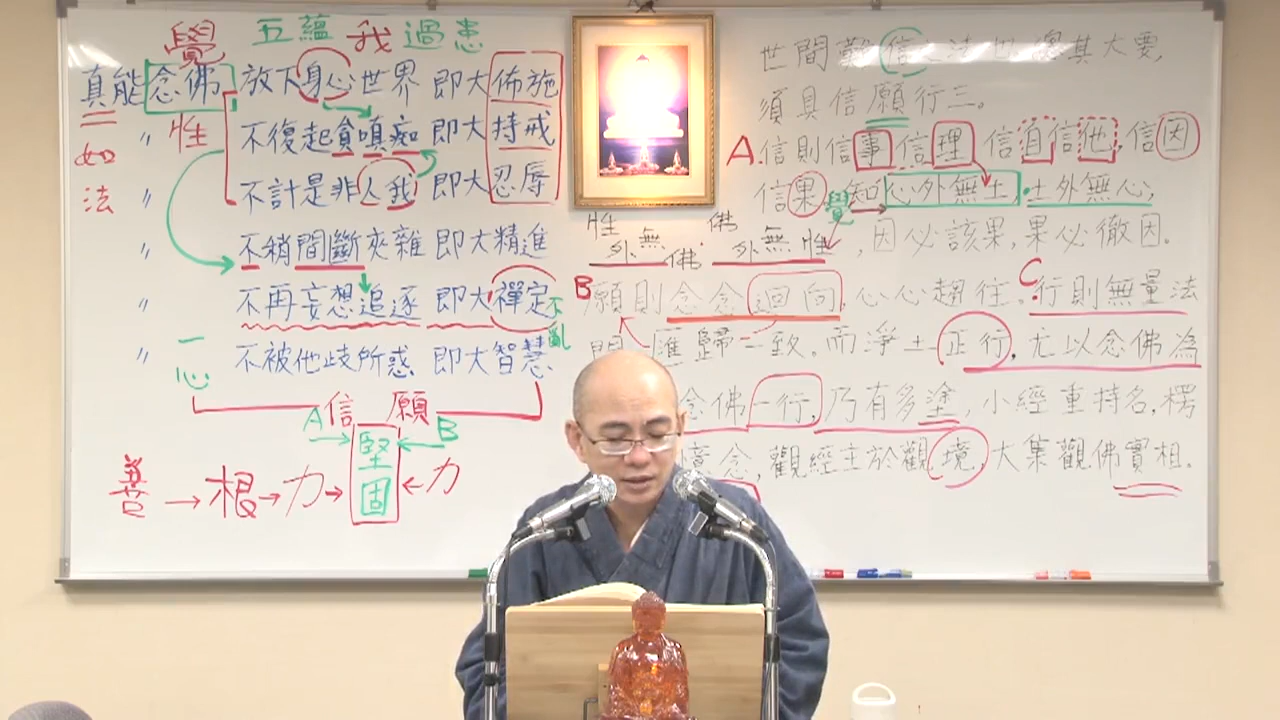 覺 五蘊我過患
真能念佛 放下身心世界 即大佈施
二如法
〃 性 不復起貪嗔痴 即大持戒
〃 不計是非人我 即大忍辱
〃 不稍間斷夾雜 即大精進
〃 不再妄想追逐 即大禪定 不亂
〃 一心 不被他歧所惑 即大智慧
A 信 願 B
善→根→力→堅固←力
世間難信之法也 其大要,
須具信願行三。
A.信則信事信理 信自信他,信因
信果,知心外無土,土外無心,
覺
性外無佛.佛外無性,因必該果,果必徹因。
B 願則念念迴向,心心趨往。C.行則無量法
門 匯歸一致。而淨土正行,尤以念佛為
念佛一行,乃有多塗,小經重持名,楞
意念,觀經主於觀境,大集觀佛實相。